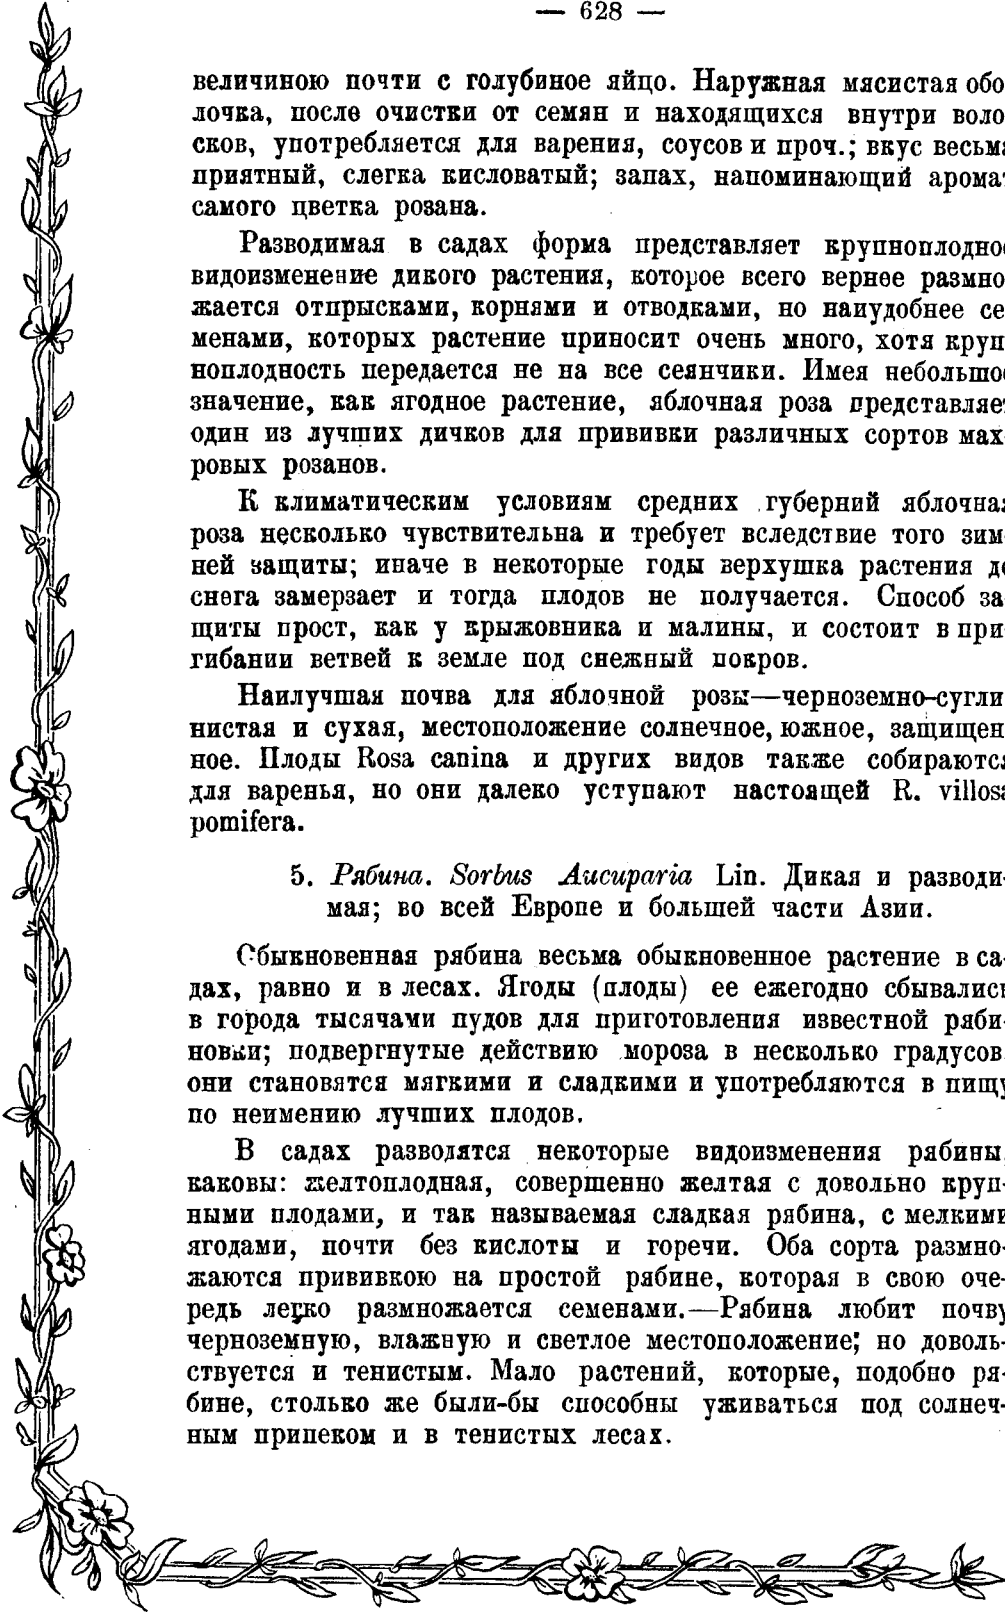 — 628 —
величиною почти с голубиное яйцо. Наружная мясистая обо
лочка, после очистки от семян и находящихся внутри воло
сков, употребляется для варения, соусов и проч.; вкус весьма
приятный, слегка кисловатый; запах, напоминающий аромат
самого цветка розана.
Разводимая в садах форма представляет крупноплодное
видоизменение дикого растения, которое всего вернее размно
жается отпрысками, корнями и отводками, но наиудобнее се
менами, которых растение приносит очень много, хотя круп
ноплодность передается не на все сеянчики. Имея небольшое
значение, как ягодное растение, яблочная роза представляет
один из лучших дичков для прививки различных сортов мах-
ровых розанов.
К климатическим условиям средних губерний яблочная
роза несколько чувствительна и требует вследствие того зим-
ней защиты; иначе в некоторые годы верхушка растения до
снега замерзает и тогда плодов не получается. Способ за
щиты прост, как у крыжовника и малины, и состоит в при
гибании ветвей к земле под снежный покров.
Наилучшая почва для яблочной розы—черноземно-сугли
нистая и сухая, местоположение солнечное, южное, защищен
ное. Плоды Rosa canina и других видов также собираются
для варенья, но они далеко уступают настоящей R. villosa
pomifera.
5. Рябина. Sorbus Aucuparia Lin. Дикая и разводи-
мая; во всей Европе и большей части Азии.
Обыкновенная рябина весьма обыкновенное растение в са-
дах, равно и в лесах. Ягоды (плоды) ее ежегодно сбывались
в города тысячами пудов для приготовления известной ряби-
новки; подвергнутые действию мороза в несколько градусов
они становятся мягкими и сладкими и употребляются в пищу
по неимению лучших плодов.
В садах разводятся некоторые видоизменения рябины,
каковы: желтоплодная, совершенно желтая с довольно круп-
ными плодами, и так называемая сладкая рябина, с мелкими
ягодами, почти без кислоты и горечи. Оба сорта размно-
жаются прививкою на простой рябине, которая в свою оче-
редь легко размножается семенами.—Рябина любит почву
черноземную, влажную и светлое местоположение; но доволь-
ствуется и тенистым. Мало растений, которые, подобно ря-
бине, столько же были-бы способны уживаться под солнеч-
ным припеком и в тенистых лесах.